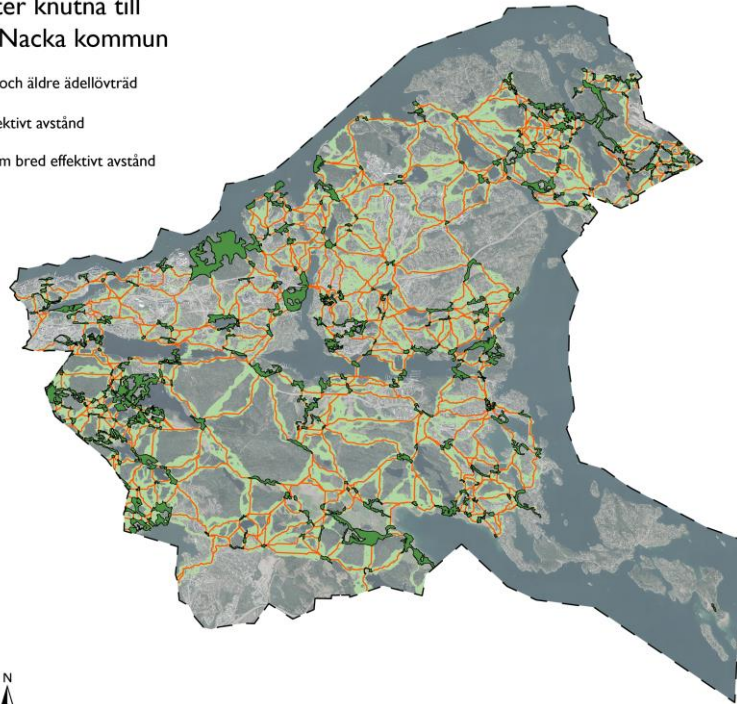 ter knutna till
Nacka kommun
och äldre ädellövträd
ektivt avstånd
m bred effektivt avstånd
N